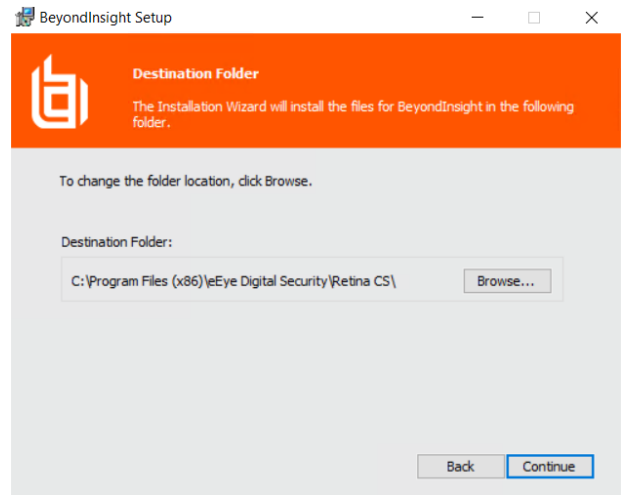 BeyondInsight Setup
Destination Folder
The Installation Wizard will install the files for BeyondInsight in the following
folder.
To change the folder location, click Browse.
Destination Folder:
C:\Program Files (x86)\eEye Digital Security\Retina CS\
Browse...
Back
Continue